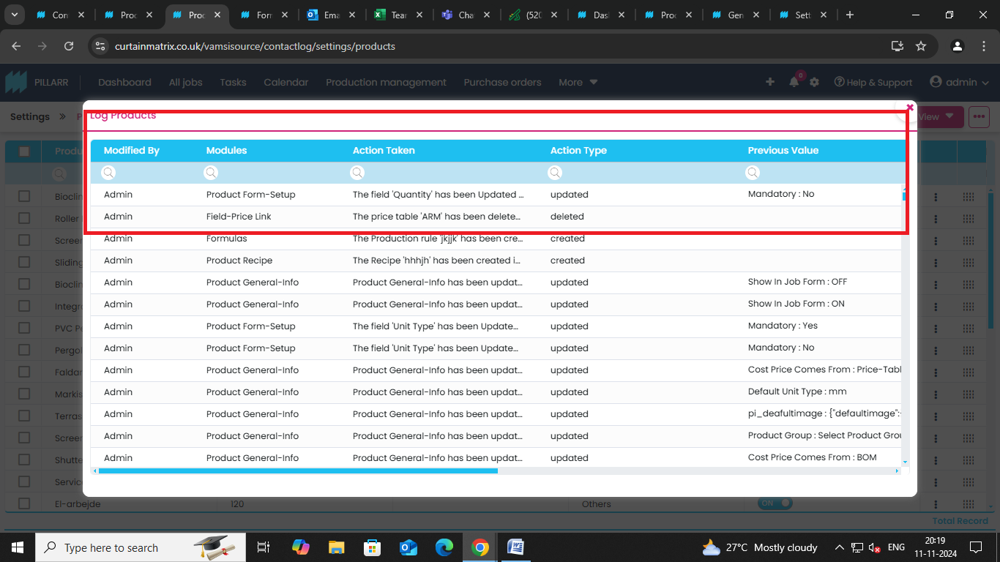 Con
Proc
Proc
Form
Ema
Tean
Cha
(520
Das
Proc
Gen
Sett
curtainmatrix.co.uk/vamsisource/contactlog/settings/products
PILLARR
Dashboard
All jobs
Tasks
Calendar
Production management
Purchase orders
More
0
Help & Support
admin
Settings » P
View
Log Products
Produ
Modified By Modules Action Taken Action Type Previous Value
Admin Product Form-Setup The field 'Quantity' has been Updated ... updated Mandatory : No
Admin Field-Price Link The price table 'ARM' has been delete... deleted
Admin Formulas The Production rule 'jkjjk' has been cre... created
Admin Product Recipe The Recipe 'hhhjh' has been created i... created
Admin Product General-Info Product General-Info has been updat... updated Show In Job Form : OFF
Admin Product General-Info Product General-Info has been updat... updated Show In Job Form : ON
Admin Product Form-Setup The field 'Unit Type' has been Update... updated Mandatory : Yes
Admin Product Form-Setup The field 'Unit Type' has been Update... updated Mandatory : No
Admin Product General-Info Product General-Info has been updat... updated Cost Price Comes From : Price-Tabl
Admin Product General-Info Product General-Info has been updat... updated Default Unit Type : mm
Admin Product General-Info Product General-Info has been updat... updated pi_deafultimage : {"defaultimage":
Admin Product General-Info Product General-Info has been updat... updated Product Group : Select Product Grou
Admin Product General-Info Product General-Info has been updat... updated Cost Price Comes From : BOM
Bioclin
Roller
Screen
Sliding
Bioclin
Integr
PVC Pe
Pergol
Faldar
Markis
Terras
Screen
Shutte
Servic
El-arbejde 120 Others ON
Total Record
Type here to search
27°C Mostly cloudy
ENG
20:19
11-11-2024